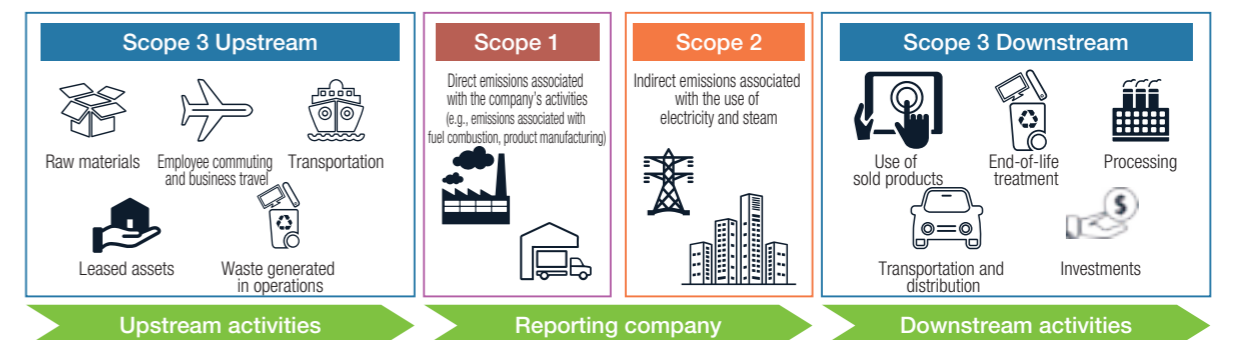 Scope 3 Upstream
Raw materials
Employee commuting
and business travel
Transportation
Leased assets
Waste generated
in operations
Scope 1
Direct emissions associated
with the company's activities
(e.g., emissions associated with
fuel combustion, product manufacturing)
Scope 2
Indirect emissions associated
with the use of
electricity and steam
Scope 3 Downstream
Use of
sold products
End-of-life
treatment
Processing
Transportation and
distribution
$
Investments
Upstream activities
Reporting company
Downstream activities